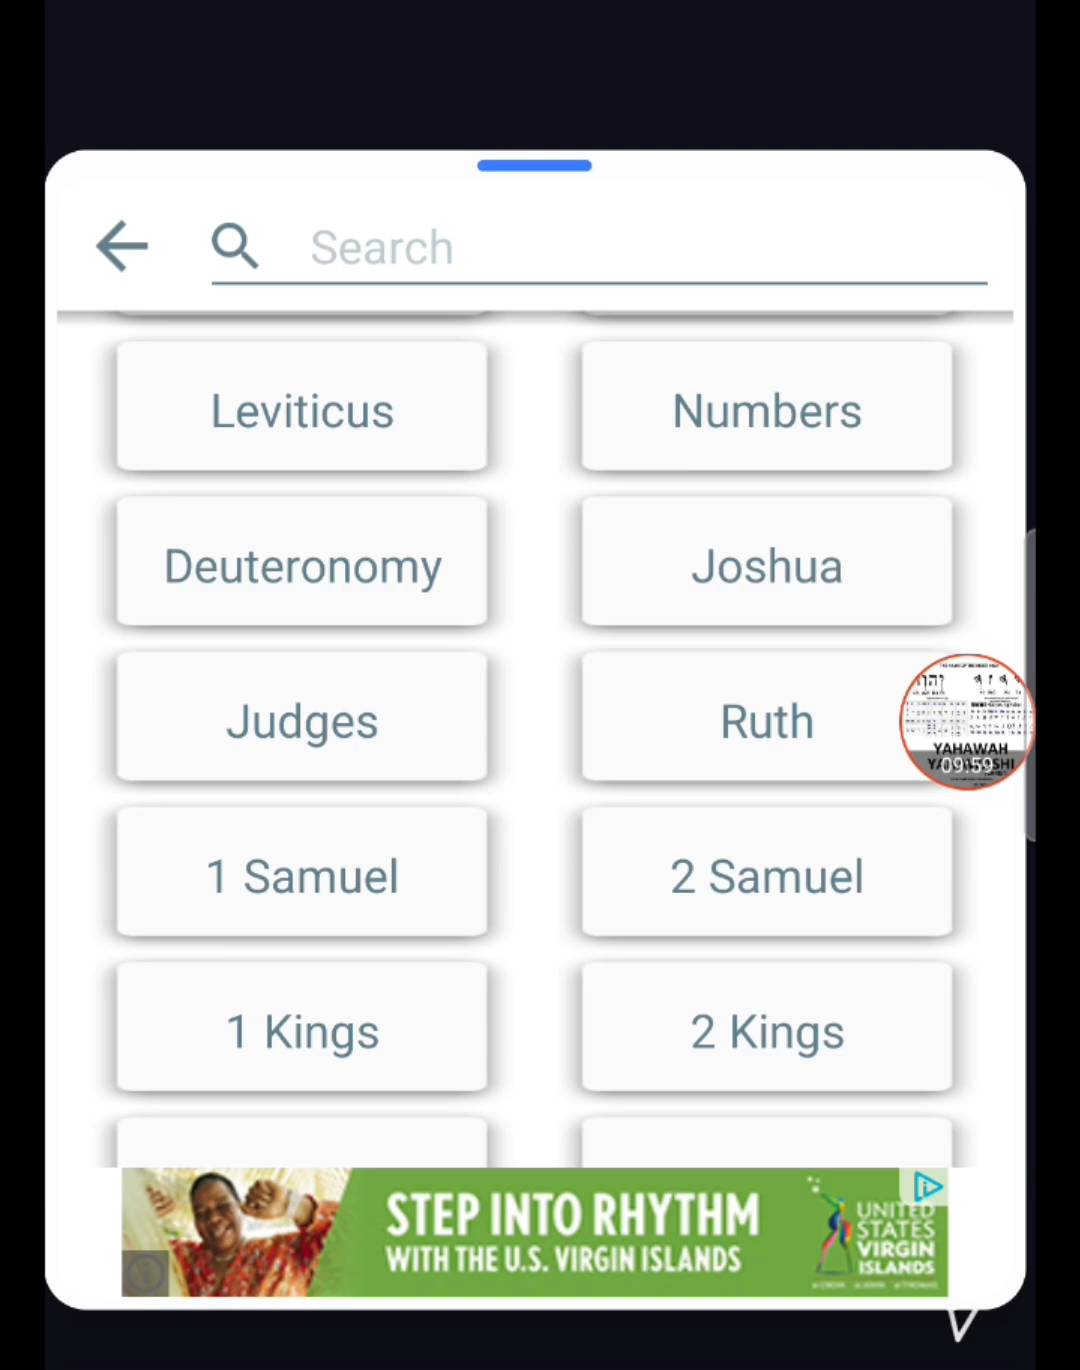 Search
Leviticus
Numbers
Deuteronomy
Joshua
Judges
Ruth
YAHAWAH
09:59
1 Samuel
2 Samuel
1 Kings
2 Kings
STEP INTO RHYTHM
WITH THE U.S. VIRGIN ISLANDS
UNITED
STATES
VIRGIN
ISLANDS